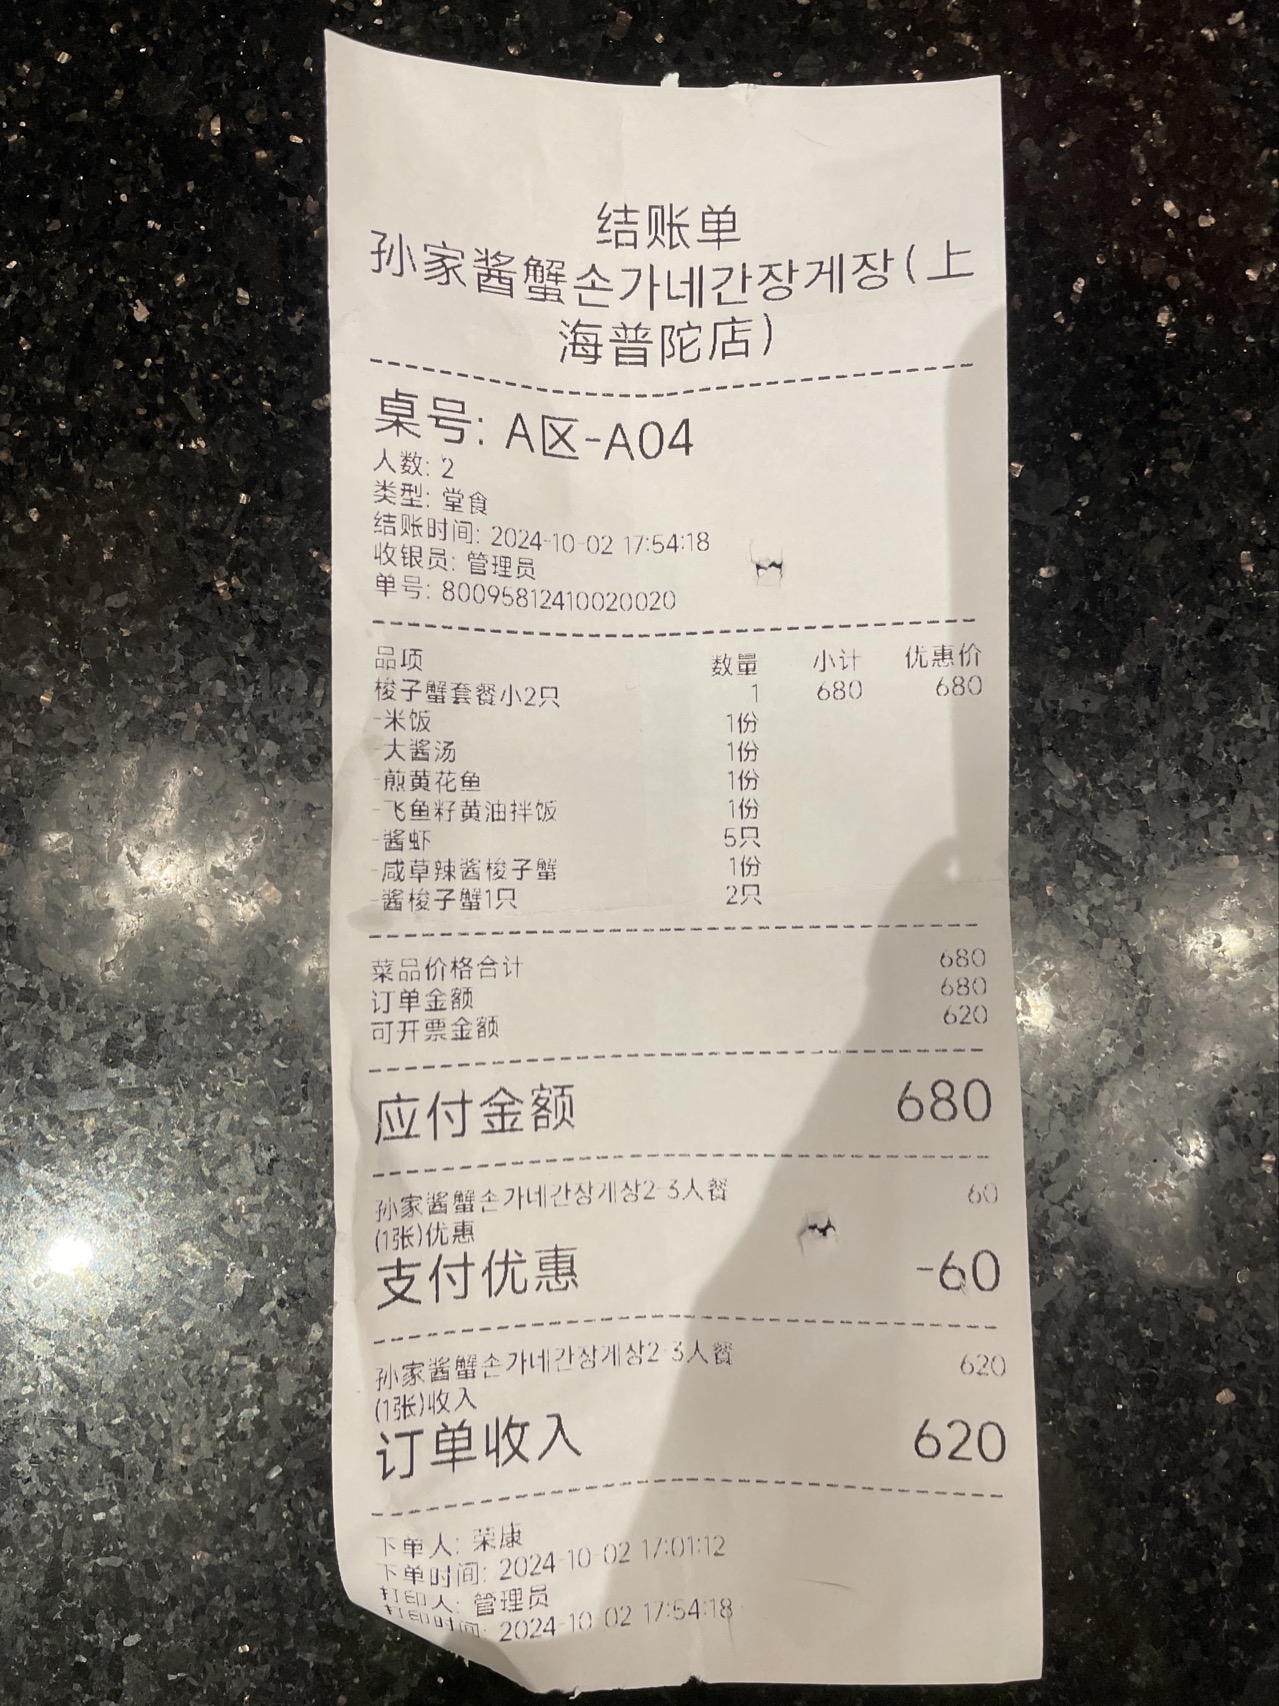 结账单
孙家酱蟹손가네간장게장(上
海普陀店)
桌号: A区-A04
人数: 2
类型: 堂食
结账时间: 2024-10-02 17:54:18
收银员: 管理员
单号: 80095812410020020
品项 数量 小计 优惠价
梭子蟹套餐小2只 1 680 680
-米饭 1份
-大酱汤 1份
-煎黄花鱼 1份
-飞鱼籽黄油拌饭 1份
-酱虾 5只
-咸草辣酱梭子蟹 1份
-酱梭子蟹1只 2只
菜品价格合计 680
订单金额 680
可开票金额 620
应付金额 680
孙家酱蟹손가네간장게장2-3人餐 60
(1张)优惠
支付优惠 -60
孙家酱蟹손가네간장게장2-3人餐 620
(1张)收入
订单收入 620
下单人: 荣康
下单时间: 2024-10-02 17:01:12
打印人: 管理员
打印时间: 2024-10-02 17:54:18